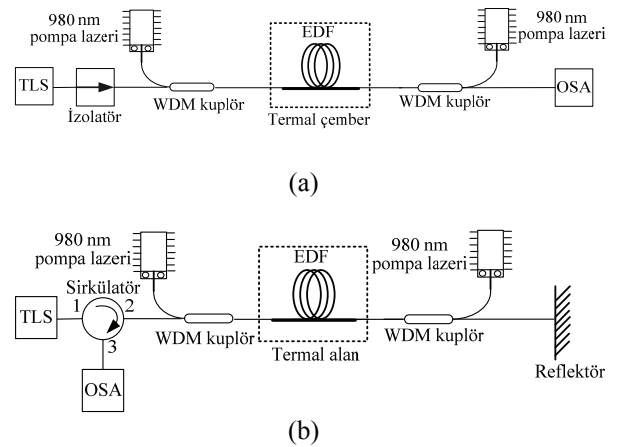 980 nm
pompa lazeri
EDF
980 nm
pompa lazeri
TLS
İzolatör
WDM kuplör
Termal çember
WDM kuplör
OSA
(a)
980 nm
pompa lazeri
EDF
980 nm
pompa lazeri
Sirkülatör
TLS
1
2
3
WDM kuplör
Termal alan
WDM kuplör
OSA
Reflektör
(b)